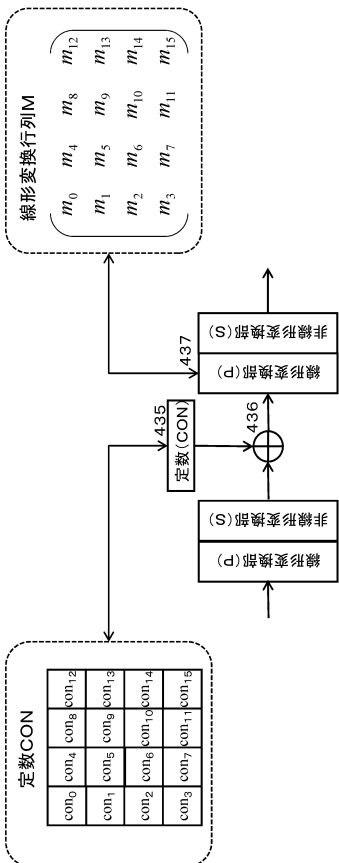 定数CON
con₀ con₄ con₈ con₁₂
con₁ con₅ con₉ con₁₃
con₂ con₆ con₁₀ con₁₄
con₃ con₇ con₁₁ con₁₅
線形変換部(P)
非線形変換部(S)
435
定数(CON)
436
437
線形変換部(P)
非線形変換部(S)
線形変換行列M
m₀ m₄ m₈ m₁₂
m₁ m₅ m₉ m₁₃
m₂ m₆ m₁₀ m₁₄
m₃ m₇ m₁₁ m₁₅